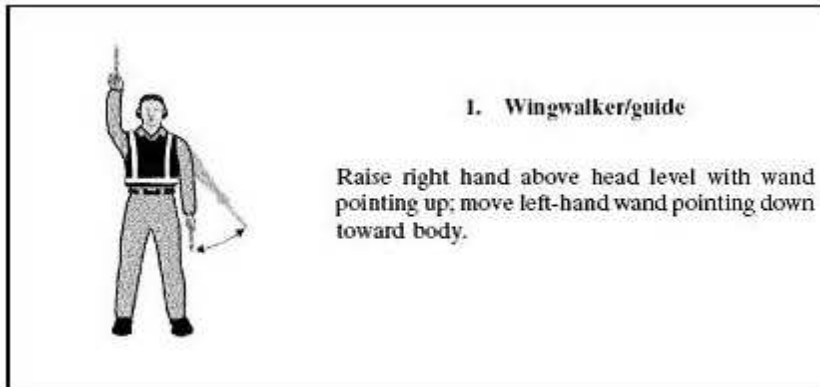 1. Wingwalker/guide
Raise right hand above head level with wand
pointing up; move left-hand wand pointing down
toward body.